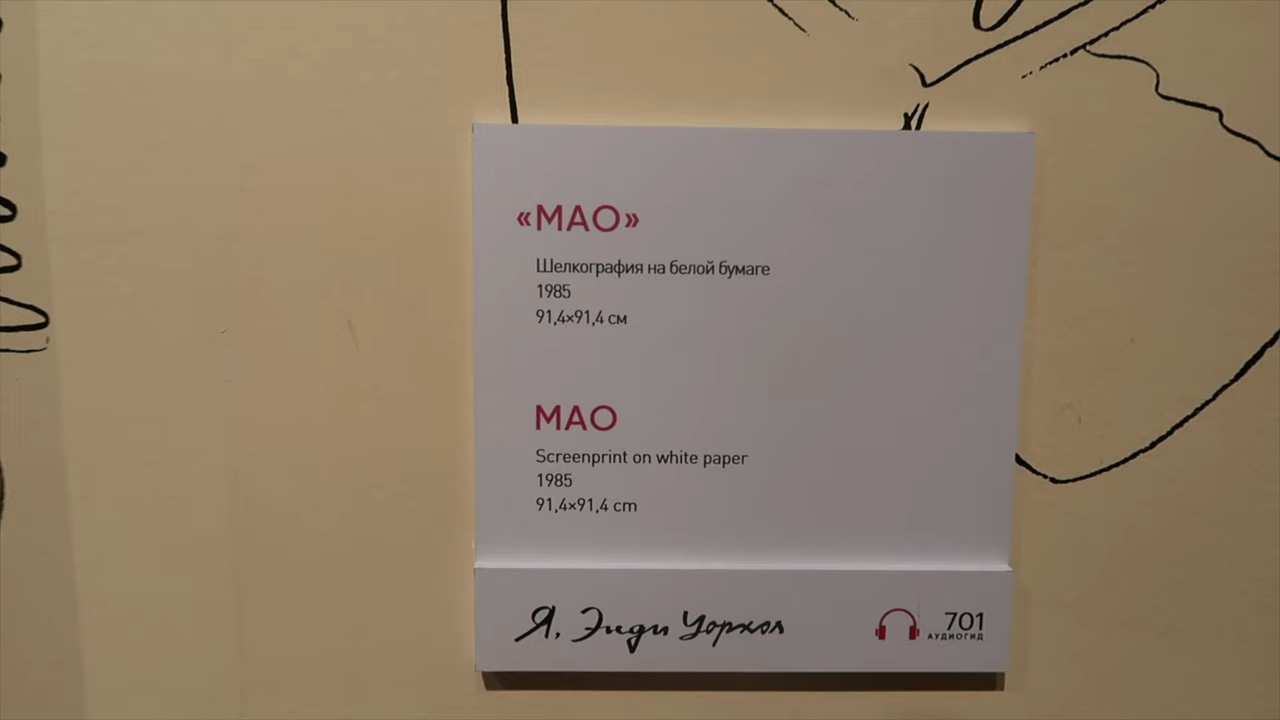 «МАО»
Шелкография на белой бумаге
1985
91,4×91,4 см
MAO
Screenprint on white paper
1985
91,4×91,4 cm
Я, Энди Уорхол
701
АУДИОГИД